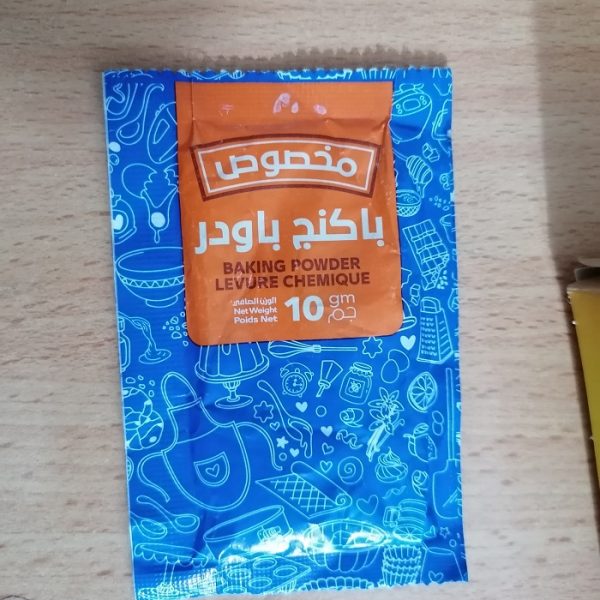 مخصوص
باكنج باودر
BAKING POWDER
LEVURE CHEMIQUE
الوزن الصافي
Net Weight
Poids Net
10 gm
جم